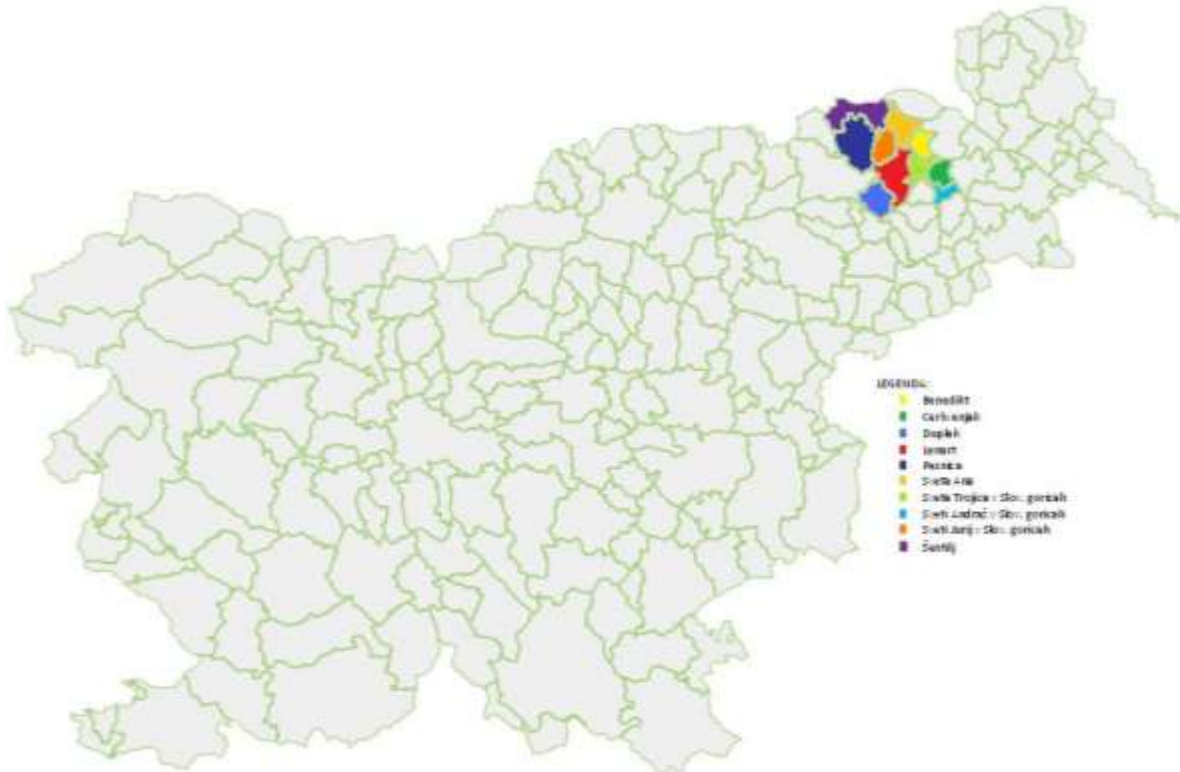 LEGENDA:
Benedikt
Cerkvenjak
Duplek
Lenart
Pesnica
Sveta Ana
Sveta Trojica v Slov. goricah
Sveti Andraž v Slov. goricah
Sveti Jurij v Slov. goricah
Šentilj